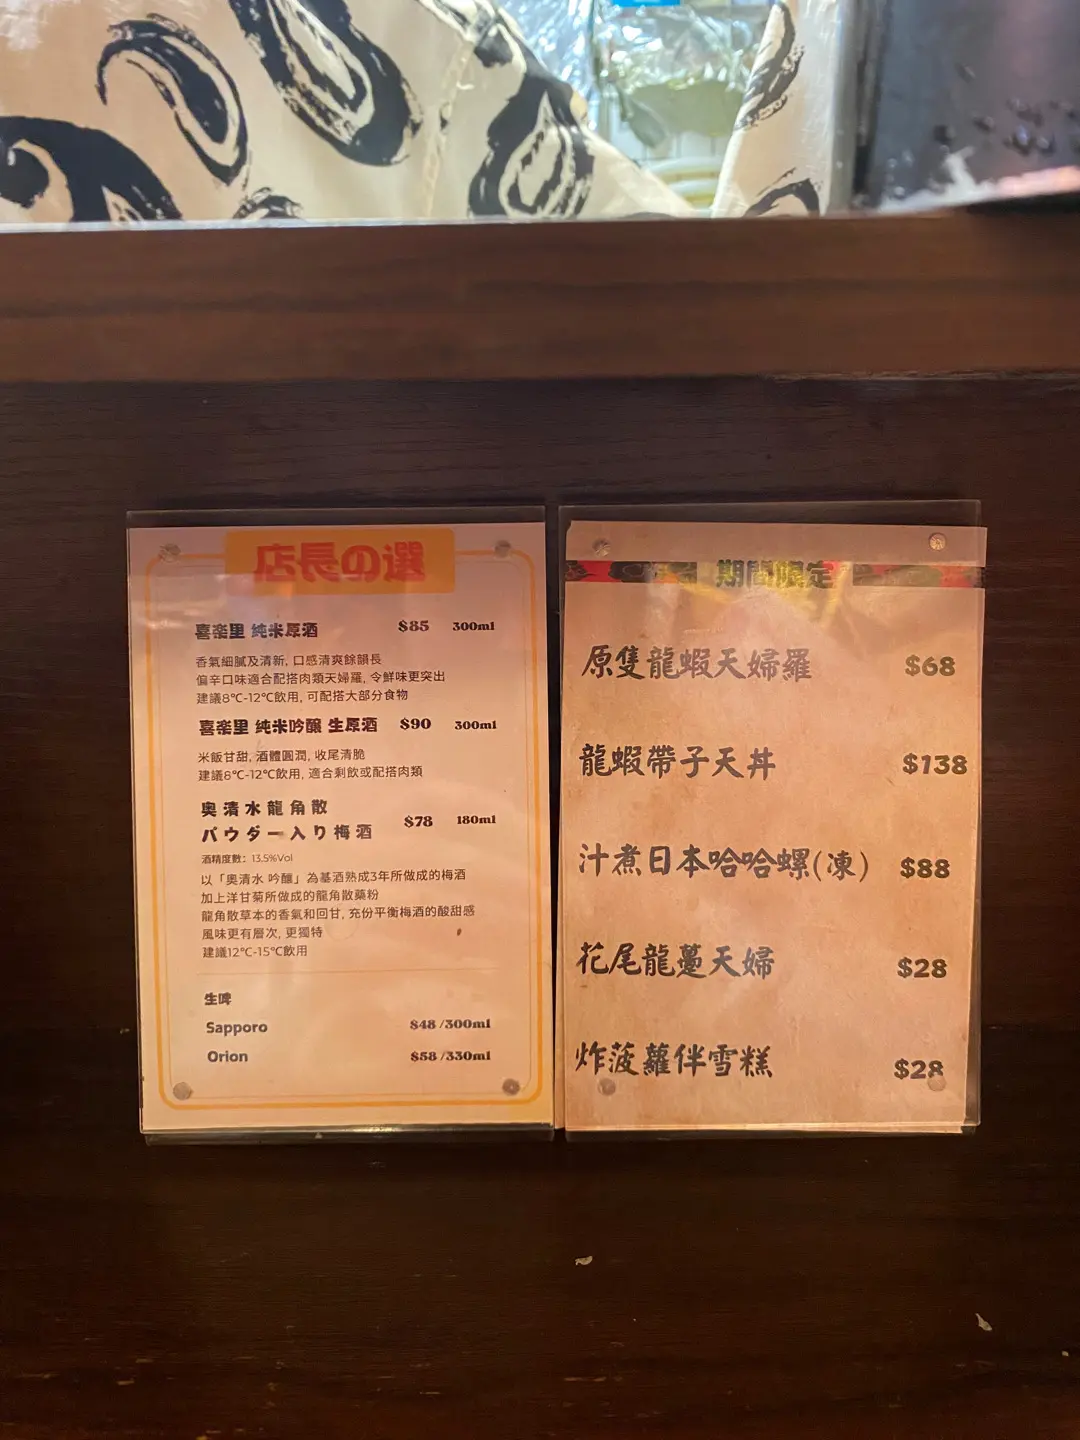 店長の選
喜楽里 純米原酒 $85 300ml
香氣細膩及清新, 口感清爽餘韻長
偏辛口味適合配搭肉類天婦羅, 令鮮味更突出
建議8℃-12℃飲用, 可配搭大部分食物
喜楽里 純米吟釀 生原酒 $90 300ml
米飯甘甜, 酒體圓潤, 收尾清脆
建議8℃-12℃飲用, 適合剩飲或配搭肉類
奥清水龍角散
パウダー入り梅酒 $78 180ml
酒精度數: 13.5%Vol
以「奧清水 吟釀」為基酒熟成3年所做成的梅酒
加上洋甘菊所做成的龍角散藥粉
龍角散草本的香氣和回甘, 充份平衡梅酒的酸甜感
風味更有層次, 更獨特
建議12℃-15℃飲用
生啤
Sapporo $48 /300ml
Orion $58 /330ml
期間限定
原隻龍蝦天婦羅 $68
龍蝦帶子天丼 $138
汁煮日本哈哈螺(凍) $88
花尾龍躉天婦 $28
炸菠蘿伴雪糕 $28